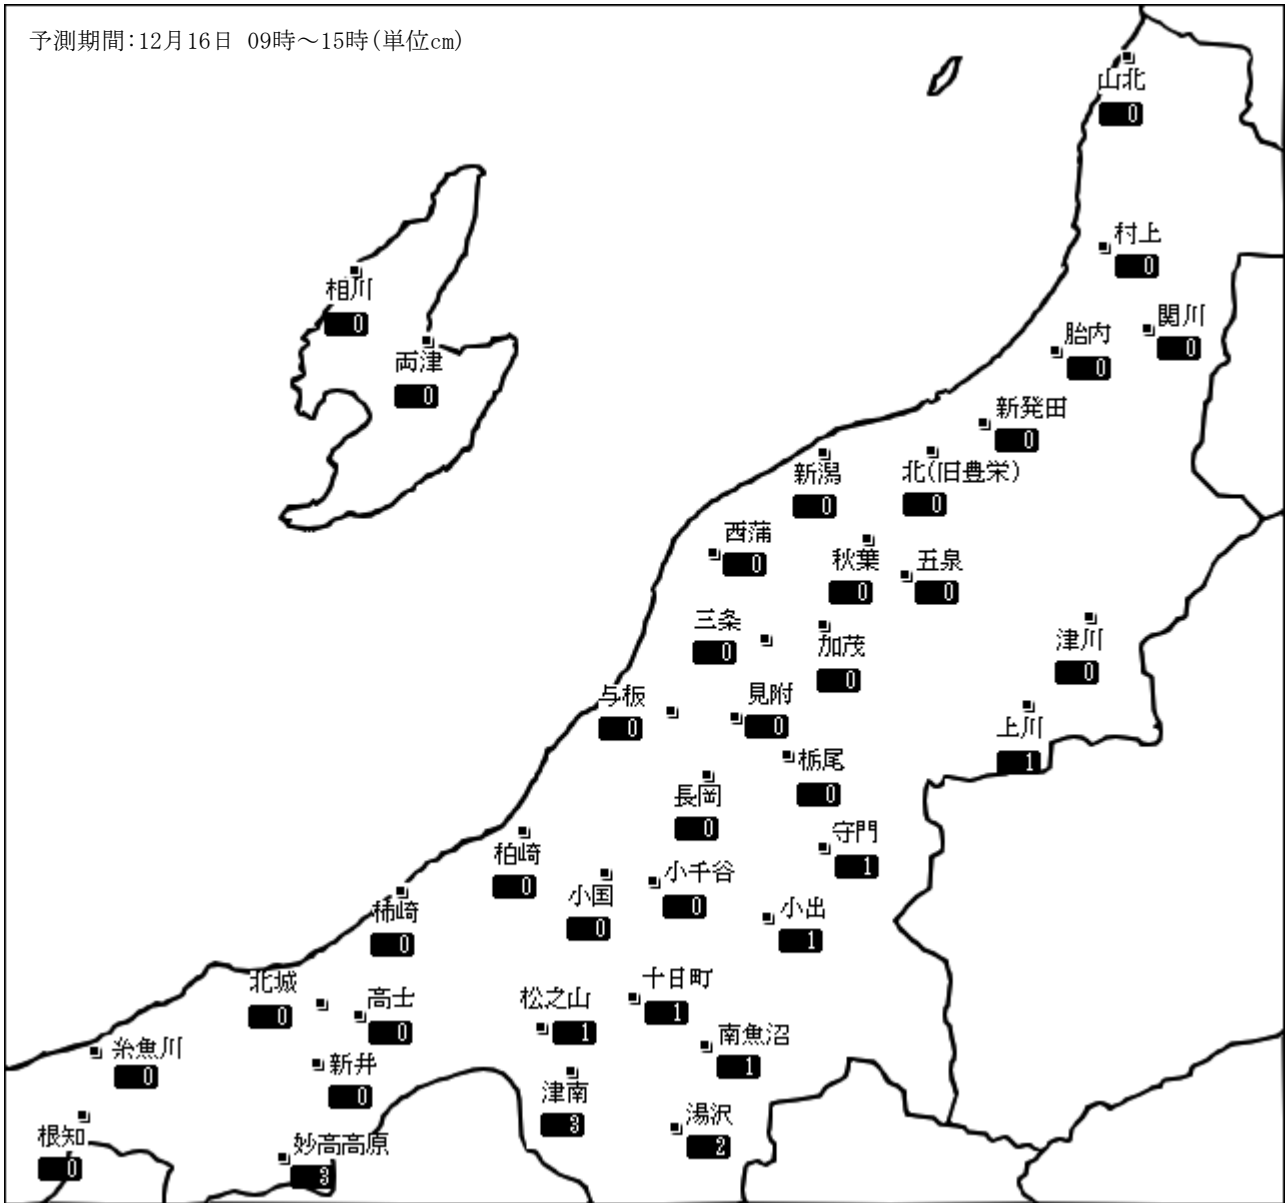 予測期間:12月16日 09時～15時(単位cm)
山北
0
村上
0
関川
0
胎内
0
相川
0
両津
0
新発田
0
新潟
0
北(旧豊栄)
0
西蒲
0
秋葉
0
五泉
0
三条
0
加茂
0
津川
0
与板
0
見附
0
上川
1
栃尾
0
長岡
0
守門
1
柏崎
0
小国
0
小千谷
0
小出
1
柿崎
0
北城
0
高士
0
松之山
1
十日町
1
南魚沼
1
糸魚川
0
新井
0
津南
3
湯沢
2
根知
0
妙高高原
3